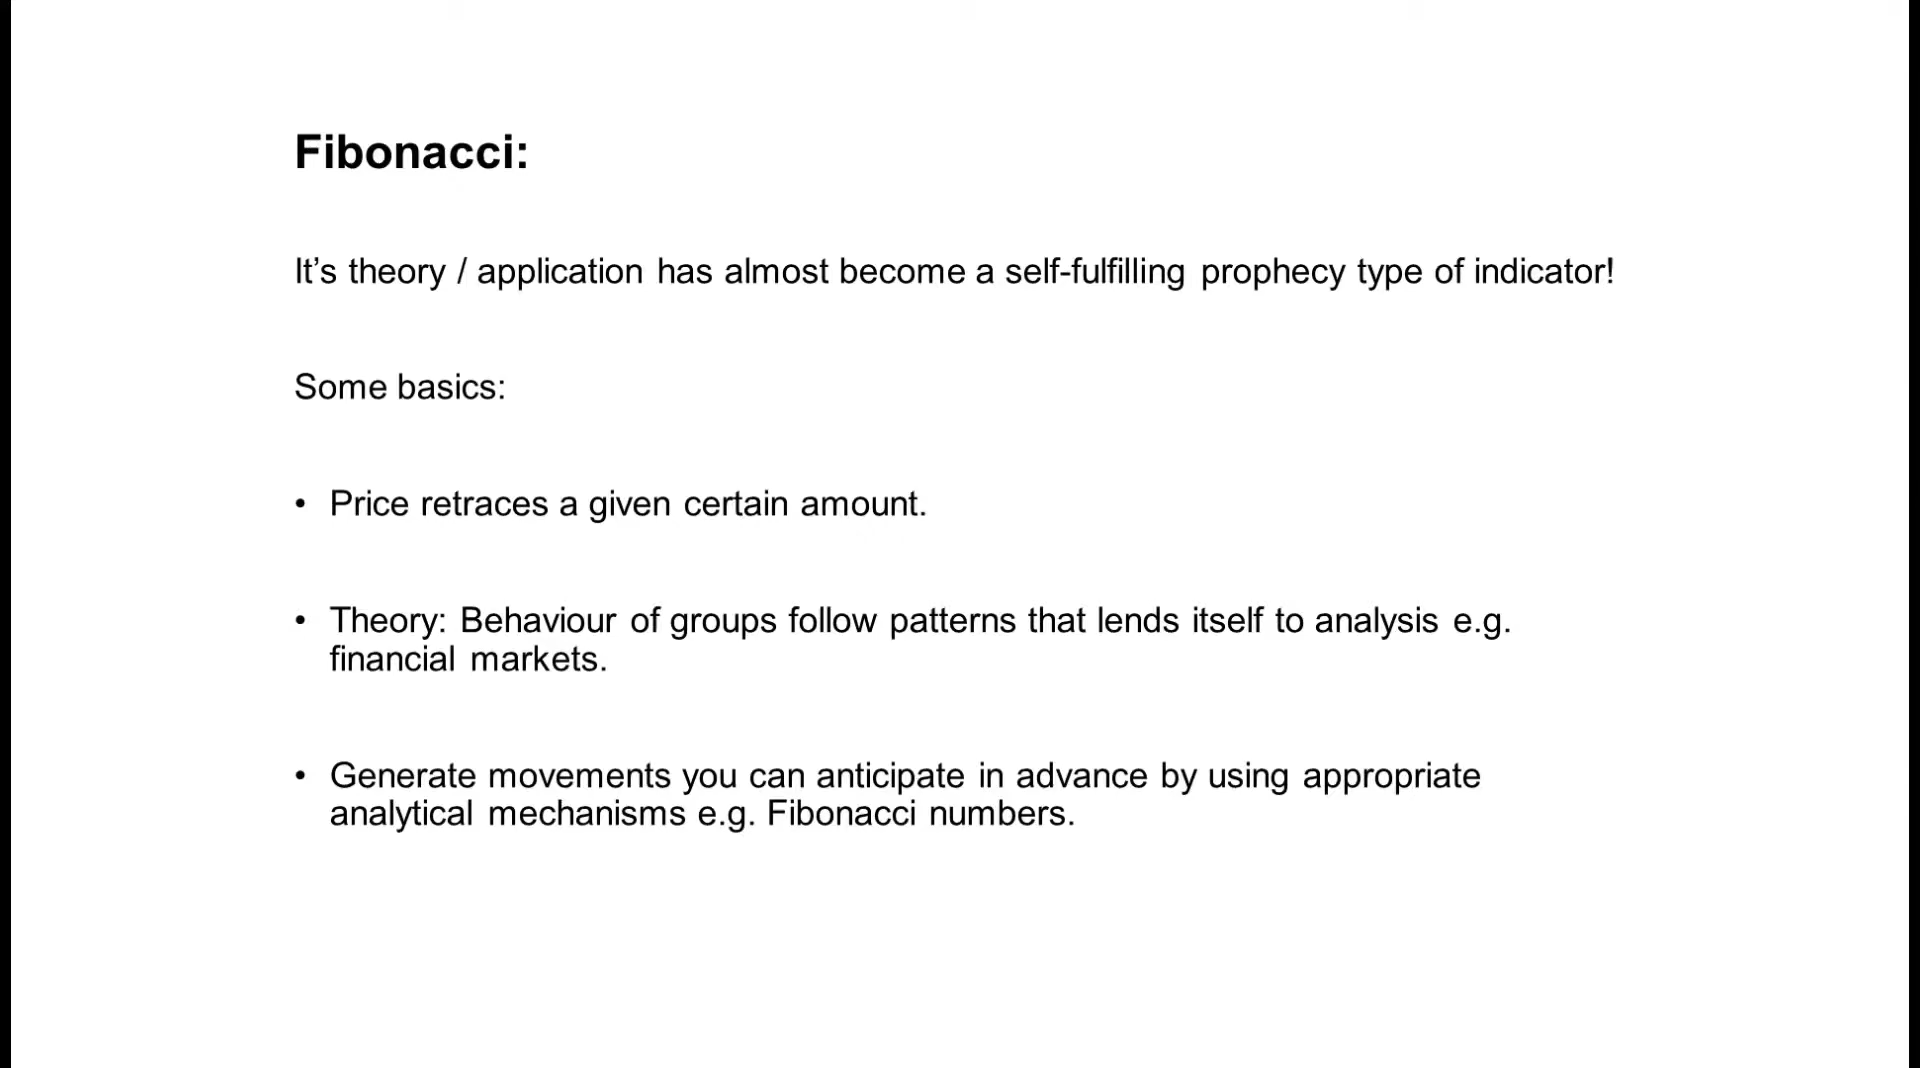 Fibonacci:
It’s theory / application has almost become a self-fulfilling prophecy type of indicator!
Some basics:
• Price retraces a given certain amount.
• Theory: Behaviour of groups follow patterns that lends itself to analysis e.g.
financial markets.
• Generate movements you can anticipate in advance by using appropriate
analytical mechanisms e.g. Fibonacci numbers.